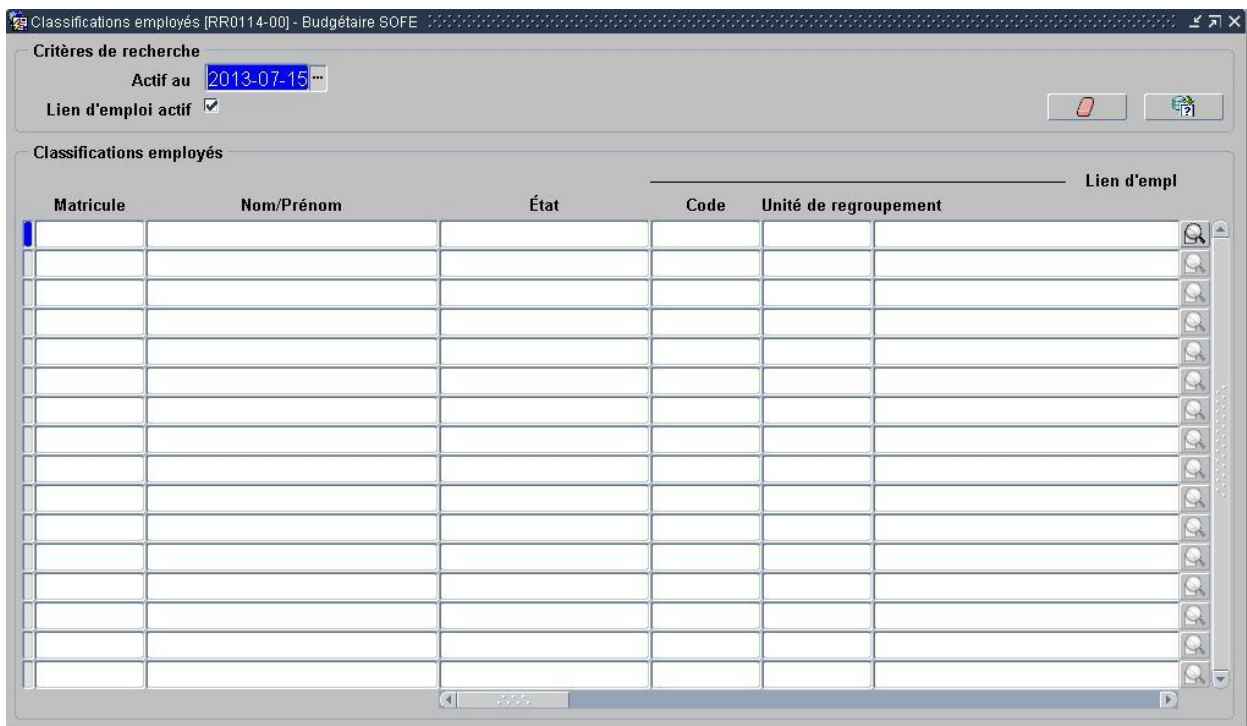 Classifications employés [RR0114-00] - Budgétaire SOFE
Critères de recherche
Actif au 2013-07-15 ...
Lien d'emploi actif
Classifications employés
Lien d'empl
Matricule Nom/Prénom État Code Unité de regroupement